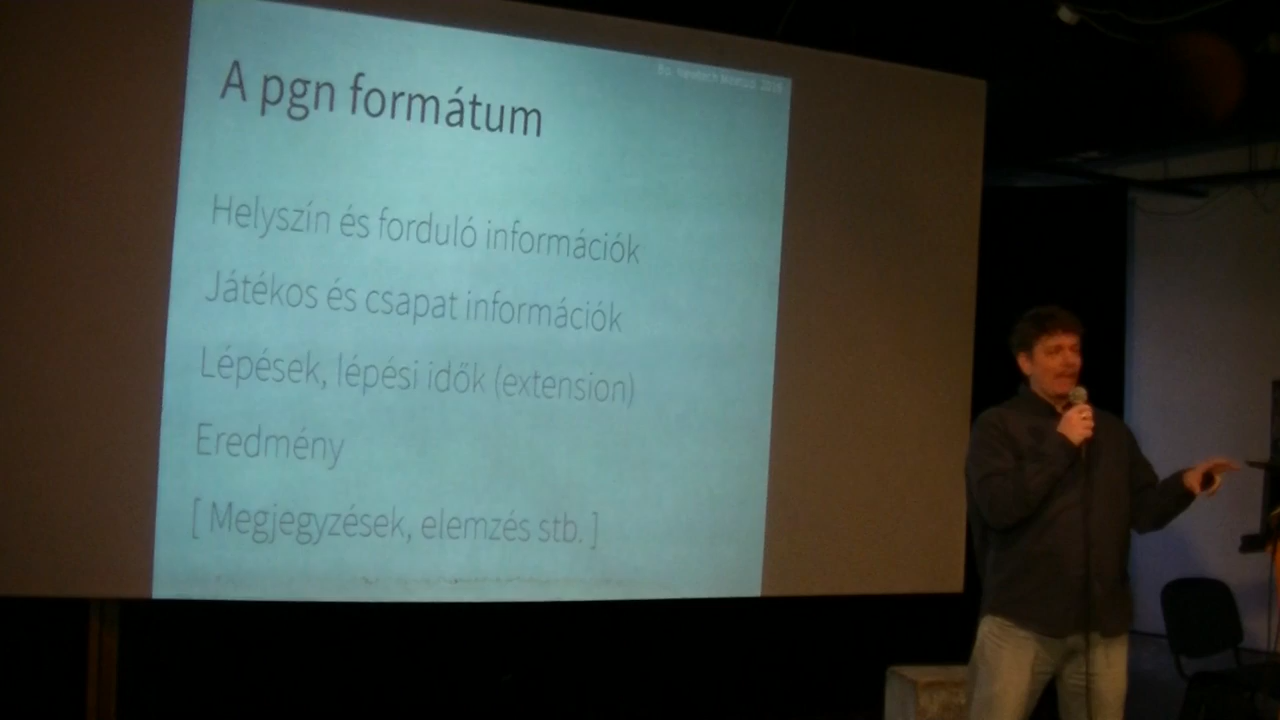 A pgn formátum
Helyszín és forduló információk
Játékos és csapat információk
Lépések, lépési idők (extension)
Eredmény
[ Megjegyzések, elemzés stb. ]